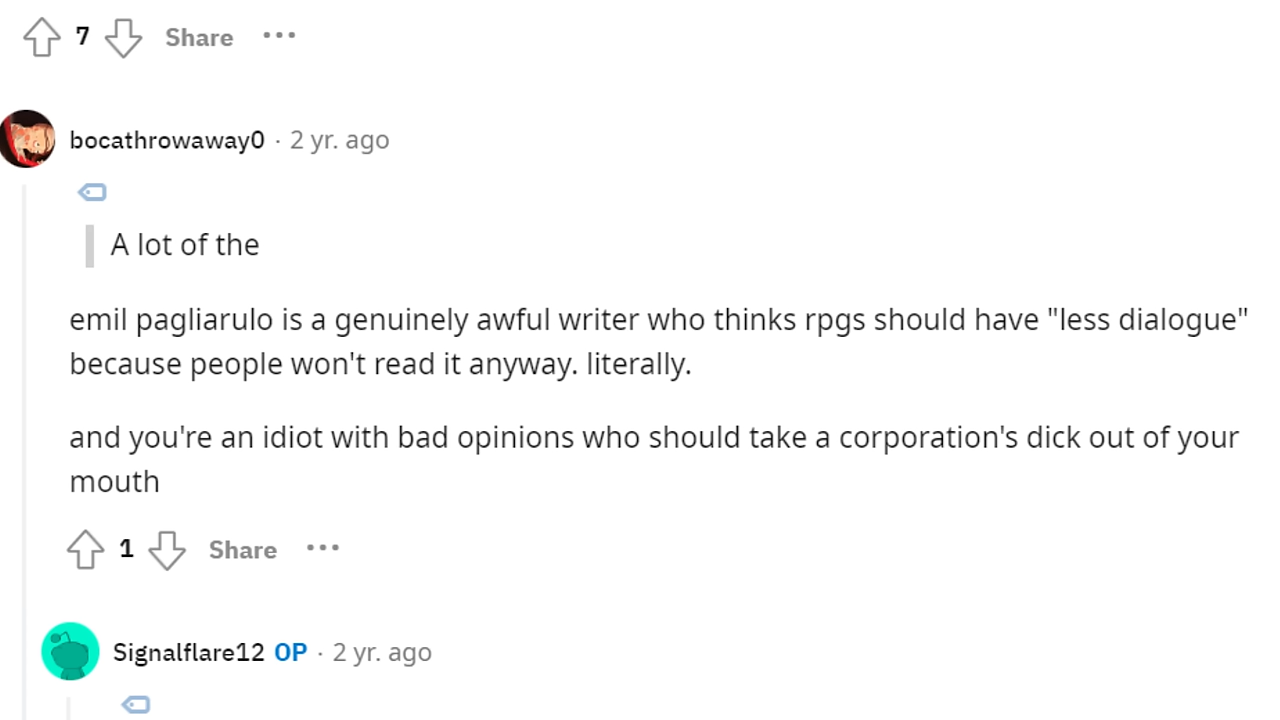 7 Share ...
bocathrowaway0 · 2 yr. ago
A lot of the
emil pagliarulo is a genuinely awful writer who thinks rpgs should have "less dialogue"
because people won't read it anyway. literally.
and you're an idiot with bad opinions who should take a corporation's dick out of your
mouth
1 Share ...
Signalflare12 OP · 2 yr. ago